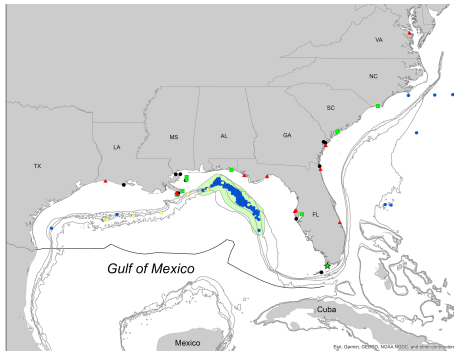 VA
NC
SC
MS
AL
GA
LA
TX
FL
Gulf of Mexico
Cuba
Mexico
Esri, Garmin, GEBCO, NOAA NGDC, and other contributors